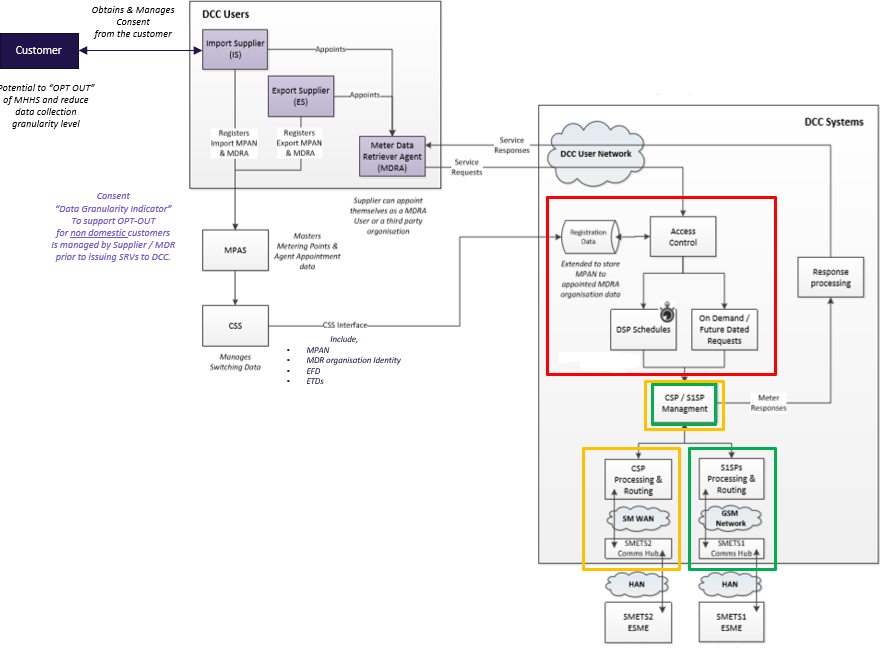 Obtains & Manages
Consent
from the customer
Customer
Potential to “OPT OUT”
of MHHS and reduce
data collection
granularity level
DCC Users
Import Supplier
(IS)
Appoints
Export Supplier
(ES)
Appoints
Registers
Import MPAN
& MDRA
Registers
Export MPAN
& MDRA
Meter Data
Retriever Agent
(MDRA)
Service
Responses
Service
Requests
Supplier can appoint
themselves as a MDRA
User or a third party
organisation
Consent
“Data Granularity Indicator”
To support OPT-OUT
for non domestic customers
Is managed by Supplier / MDR
prior to issuing SRVs to DCC.
MPAS
Masters
Metering Points &
Agent Appointment
data
CSS
Manages
Switching Data
CSS Interface
Include,
• MPAN
• MDR organisation Identity
• EFD
• ETDs
DCC Systems
DCC User Network
Registration
Data
Access
Control
Extended to store
MPAN to
appointed MDRA
organisation data
DSP Schedules
On Demand /
Future Dated
Requests
Response
processing
CSP / S1SP
Managment
Meter
Responses
CSP
Processing &
Routing
S1SPs
Processing &
Routing
SM WAN
GSM
Network
SMETS2
Comms Hub
SMETS1
Comms Hub
HAN
HAN
SMETS2
ESME
SMETS1
ESME